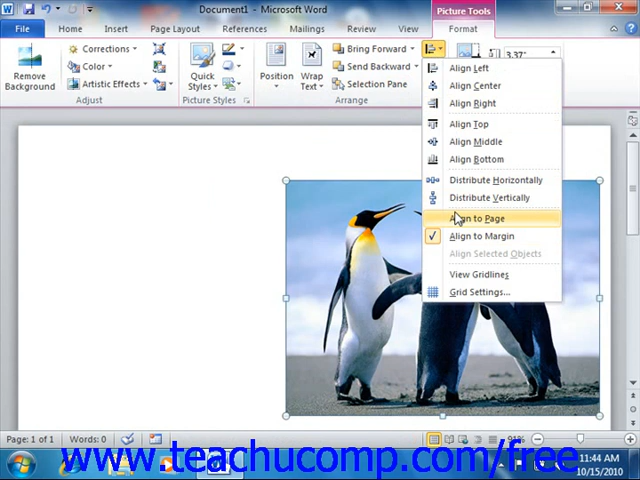 Document1 - Microsoft Word
Picture Tools
File Home Insert Page Layout References Mailings Review View Format
Remove Background
Corrections
Color
Artistic Effects
Adjust
Quick Styles
Picture Styles
Position
Wrap Text
Bring Forward
Send Backward
Selection Pane
Arrange
3.37"
Align Left
Align Center
Align Right
Align Top
Align Middle
Align Bottom
Distribute Horizontally
Distribute Vertically
Align to Page
Align to Margin
Align Selected Objects
View Gridlines
Grid Settings...
Page: 1 of 1 Words: 0 91%
www.teachucomp.com/free
11:44 AM
10/15/2010